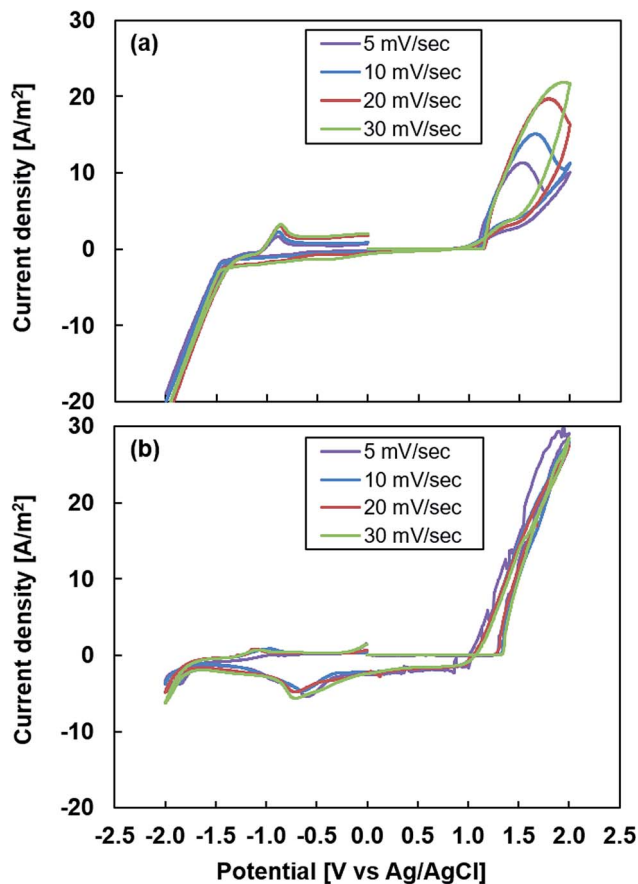 (a)
5 mV/sec
10 mV/sec
20 mV/sec
30 mV/sec
Current density [A/m²]
30
20
10
0
-10
-20
(b)
5 mV/sec
10 mV/sec
20 mV/sec
30 mV/sec
Current density [A/m²]
30
20
10
0
-10
-20
-2.5 -2.0 -1.5 -1.0 -0.5 0.0 0.5 1.0 1.5 2.0 2.5
Potential [V vs Ag/AgCl]